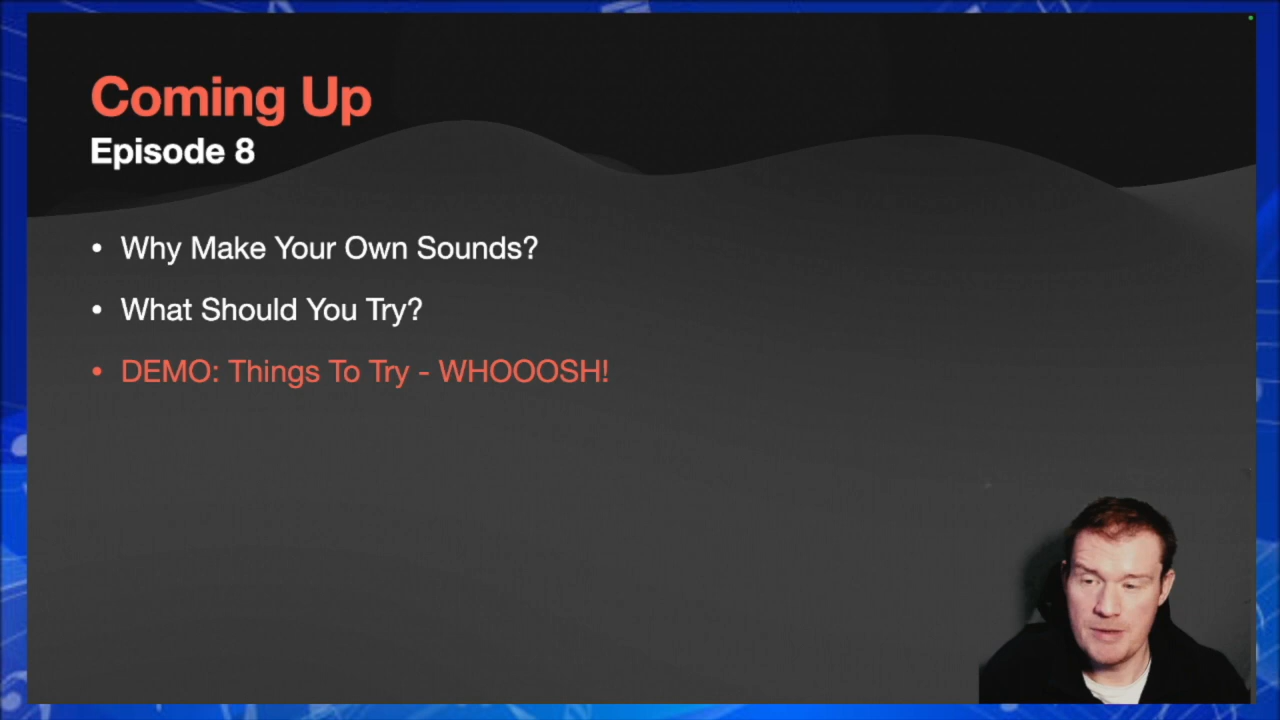 Coming Up
Episode 8
• Why Make Your Own Sounds?
• What Should You Try?
• DEMO: Things To Try - WHOOOSH!